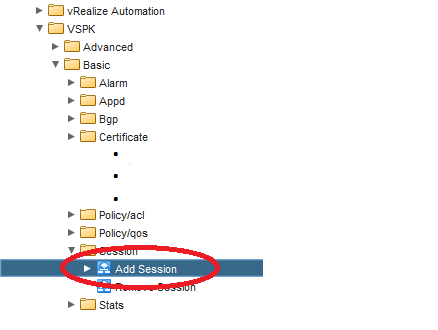 vRealize Automation
VSPK
Advanced
Basic
Alarm
Appd
Bgp
Certificate
Policy/acl
Policy/qos
Session
Add Session
Remove Session
Stats